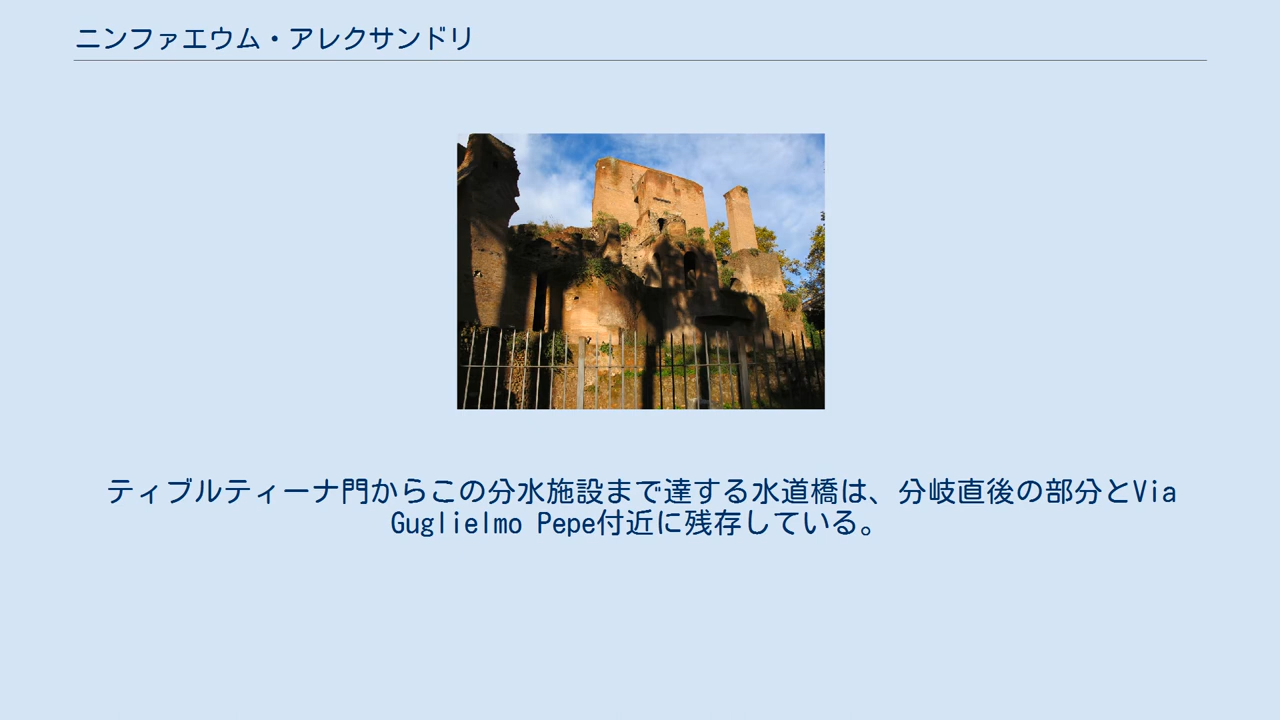 ニンファエウム・アレクサンドリ
ティブルティーナ門からこの分水施設まで達する水道橋は、分岐直後の部分とVia
Guglielmo Pepe付近に残存している。